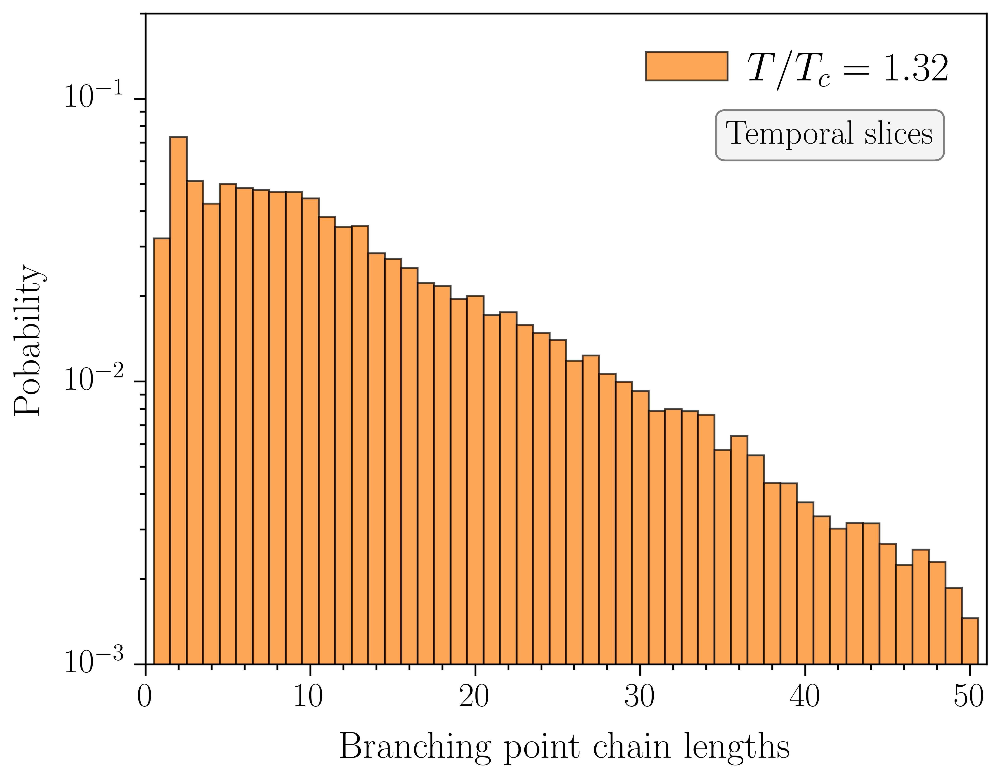 T/T_c = 1.32
Temporal slices
Pobability
10^{-1}
10^{-2}
10^{-3}
0 10 20 30 40 50
Branching point chain lengths